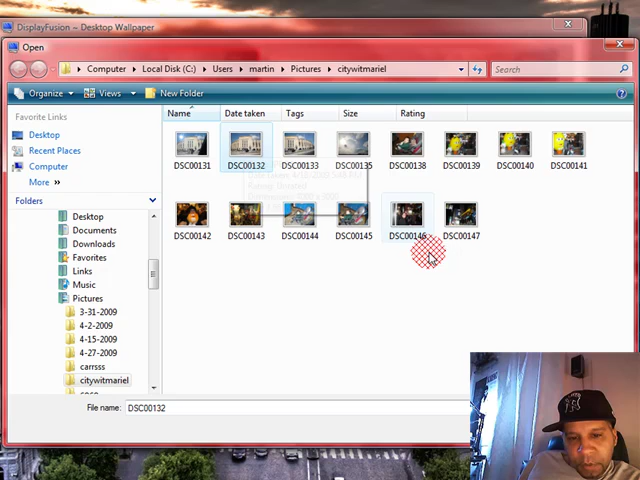 DisplayFusion – Desktop Wallpaper
Open
Computer Local Disk (C:) Users martin Pictures citywitmariel
Search
Organize Views New Folder
Favorite Links
Desktop
Recent Places
Computer
More
Folders
Desktop
Documents
Downloads
Favorites
Links
Music
Pictures
3-31-2009
4-2-2009
4-15-2009
4-27-2009
carrsss
citywitmariel
Name Date taken Tags Size Rating
DSC00131 DSC00132 DSC00133 DSC00135 DSC00138 DSC00139 DSC00140 DSC00141
DSC00142 DSC00143 DSC00144 DSC00145 DSC00146 DSC00147
File name: DSC00132